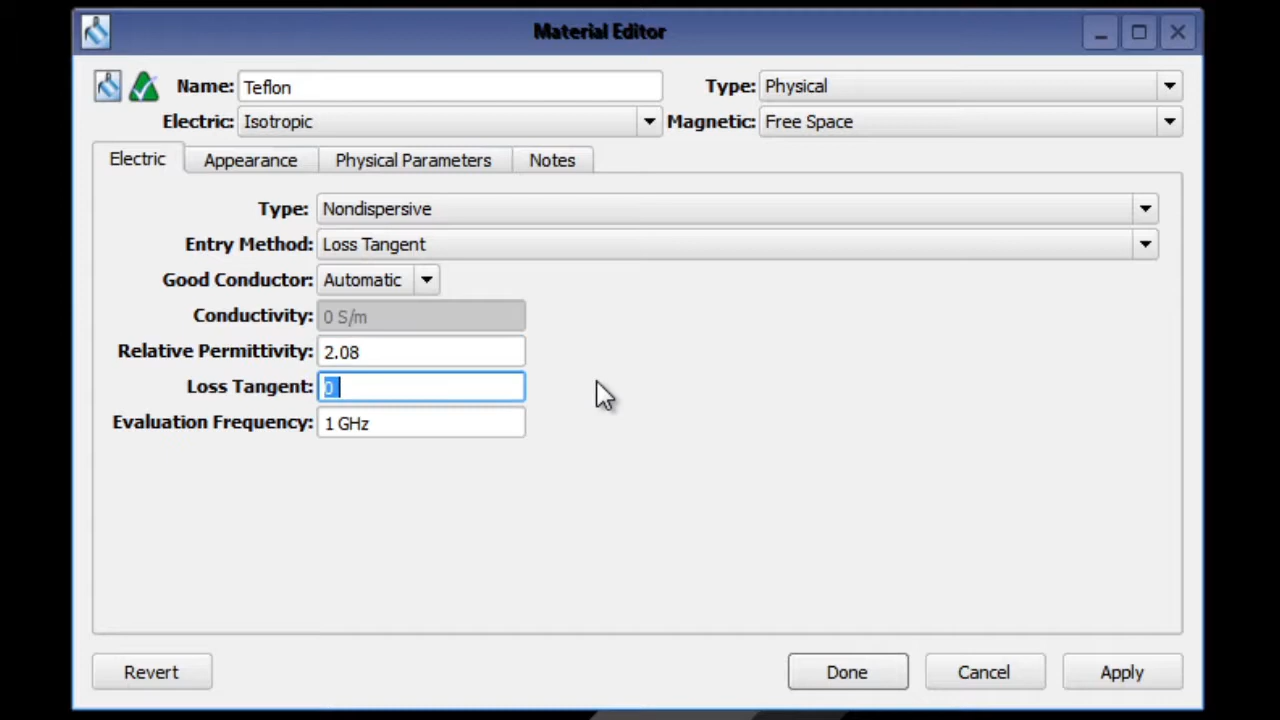 Material Editor
Name: Teflon Type: Physical
Electric: Isotropic Magnetic: Free Space
Electric Appearance Physical Parameters Notes
Type: Nondispersive
Entry Method: Loss Tangent
Good Conductor: Automatic
Conductivity: 0 S/m
Relative Permittivity: 2.08
Loss Tangent: 0
Evaluation Frequency: 1 GHz
Revert Done Cancel Apply